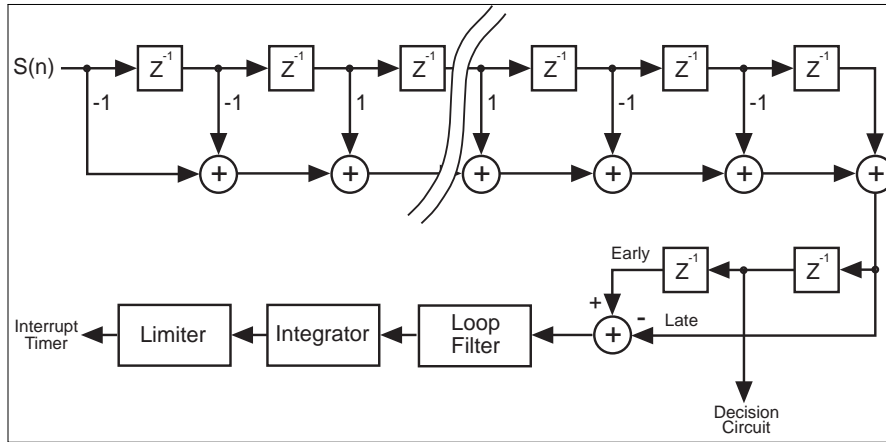 S(n)
Z-1
Z-1
Z-1
Z-1
Z-1
Z-1
-1
-1
1
1
-1
-1
+
+
+
+
+
+
Early
Z-1
Z-1
+
-
Late
+
Interrupt
Timer
Limiter
Integrator
Loop
Filter
Decision
Circuit